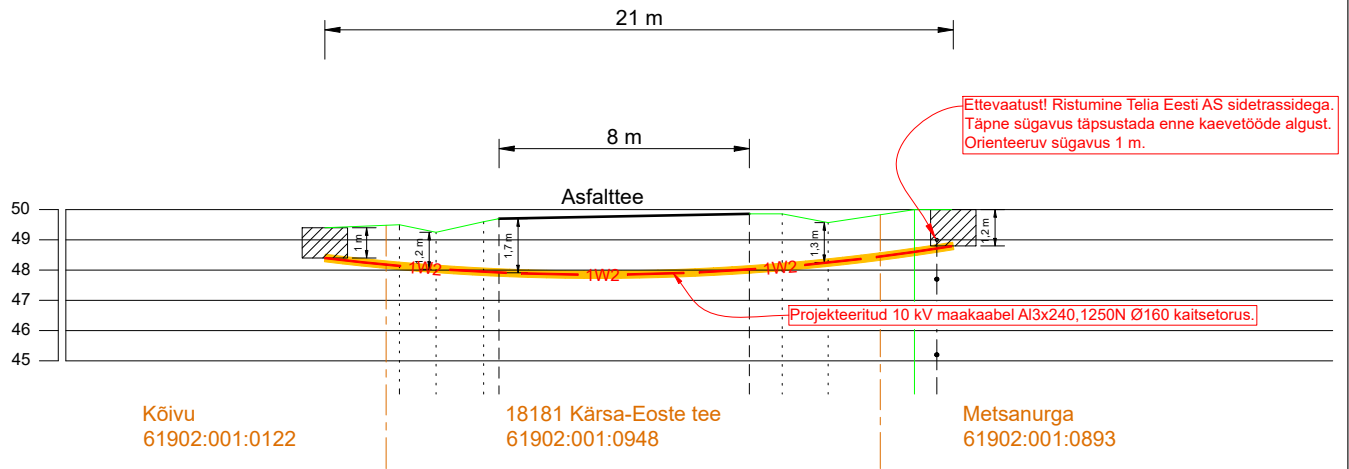 21 m
Ettevaatust! Ristumine Telia Eesti AS sidetrassidega.
Täpne sügavus täpsustada enne kaevetööde algust.
Orienteeruv sügavus 1 m.
8 m
Asfalttee
50
49
48
47
46
45
1 m
1,2 m
1,7 m
1,3 m
1,2 m
1W2
1W2
1W2
Projekteeritud 10 kV maakaabel Al3x240,1250N Ø160 kaitsetorus.
Kõivu
61902:001:0122
18181 Kärsa-Eoste tee
61902:001:0948
Metsanurga
61902:001:0893